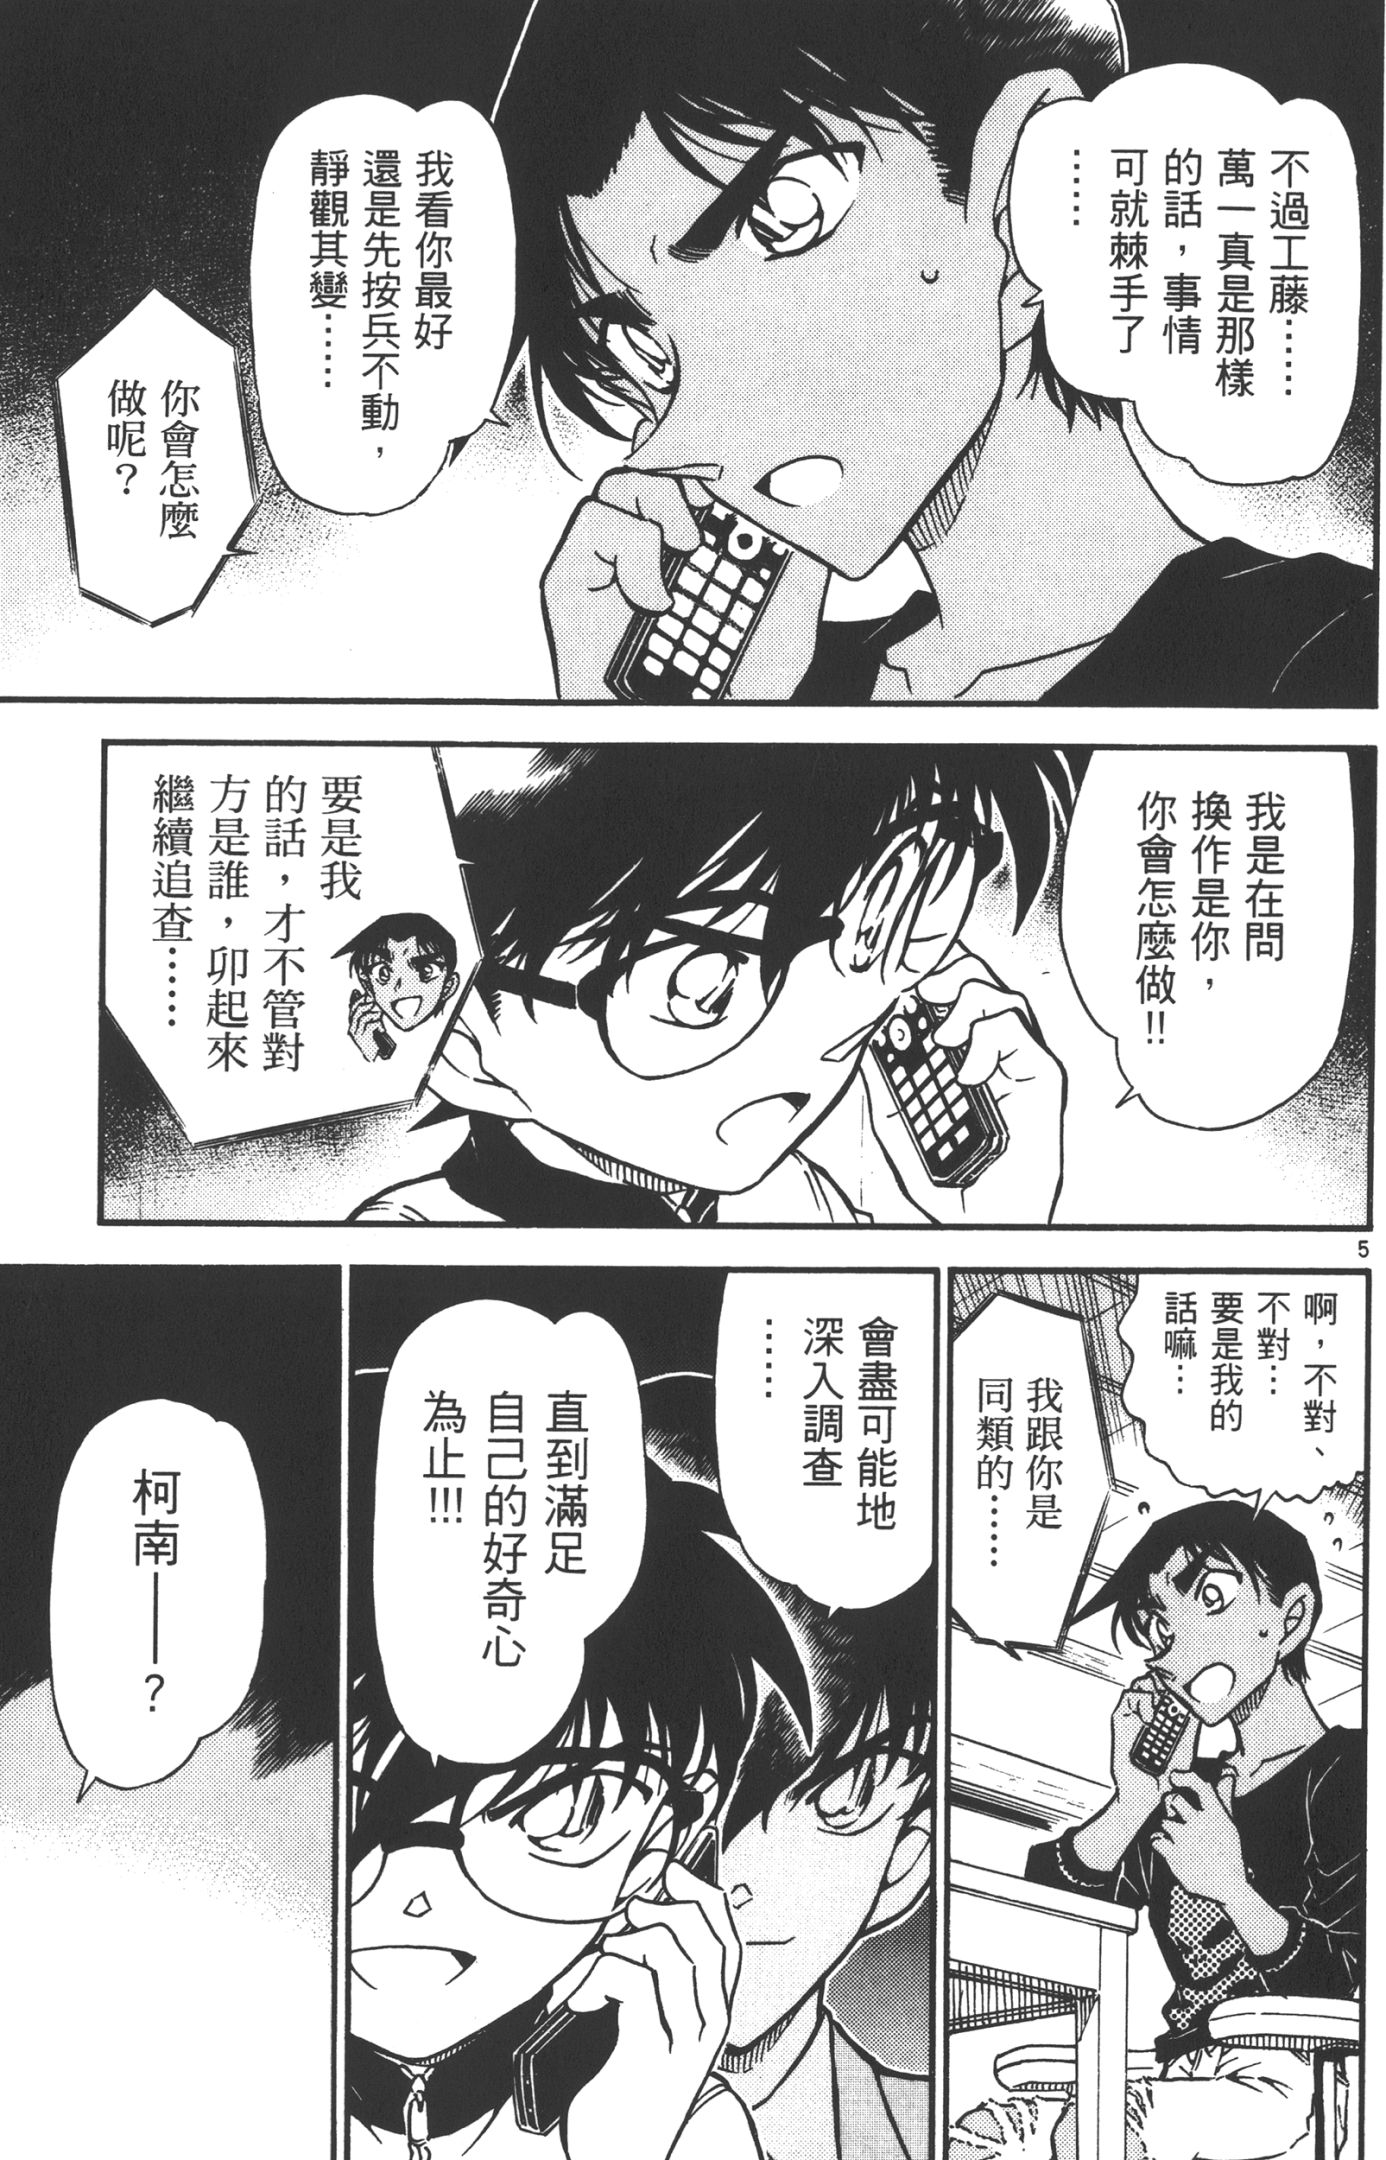 不過工藤……
萬一真是那樣
的話，事情
可就棘手了
……
我看你最好
還是先按兵不動，
靜觀其變……
你會怎麼
做呢？
我是在問
換作是你，
你會怎麼做!!
要是我
的話，才不管對
方是誰，卯起來
繼續追查……
5
啊，不對、
不對…
要是我的
話嘛…
我跟你是
同類的……
會盡可能地
深入調查
……
直到滿足
自己的好奇心
為止!!!
柯南——？